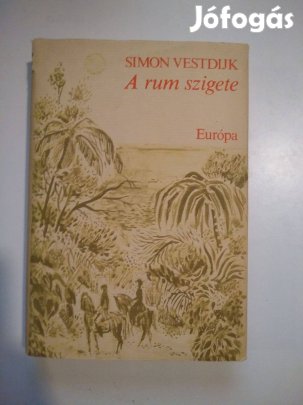 Jófogás
SIMON VESTDIJK
A rum szigete
Európa